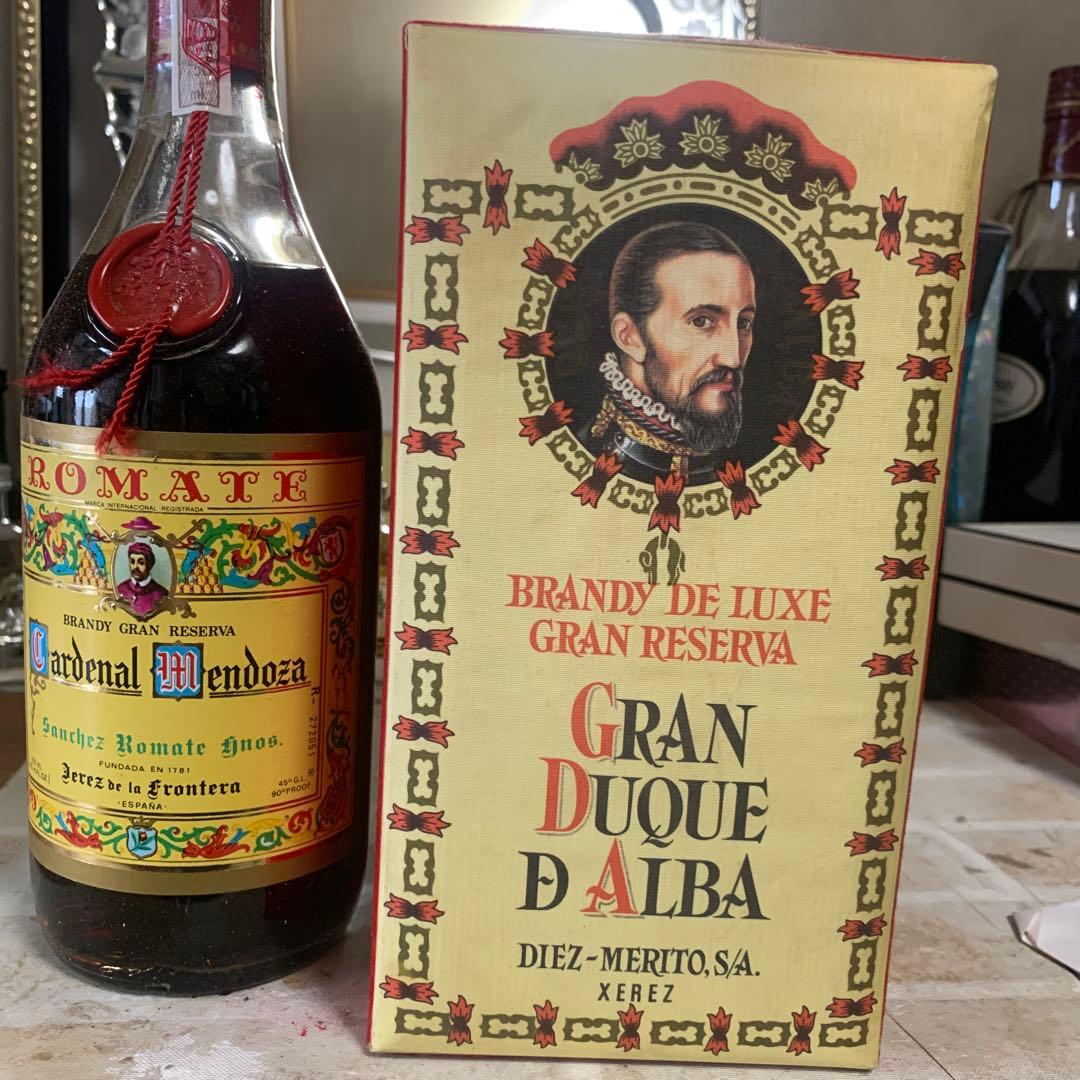 ROMATE
MARCA INTERNACIONAL REGISTRADA
BRANDY GRAN RESERVA
Cardenal Mendoza
Sanchez Romate Hnos.
FUNDADA EN 1781
Jerez de la Frontera
-ESPAÑA-
45º G.L.
90º PROOF
R- 272051
BRANDY DE LUXE
GRAN RESERVA
GRAN
DUQUE
D ALBA
DIEZ-MERITO, S/A.
XEREZ